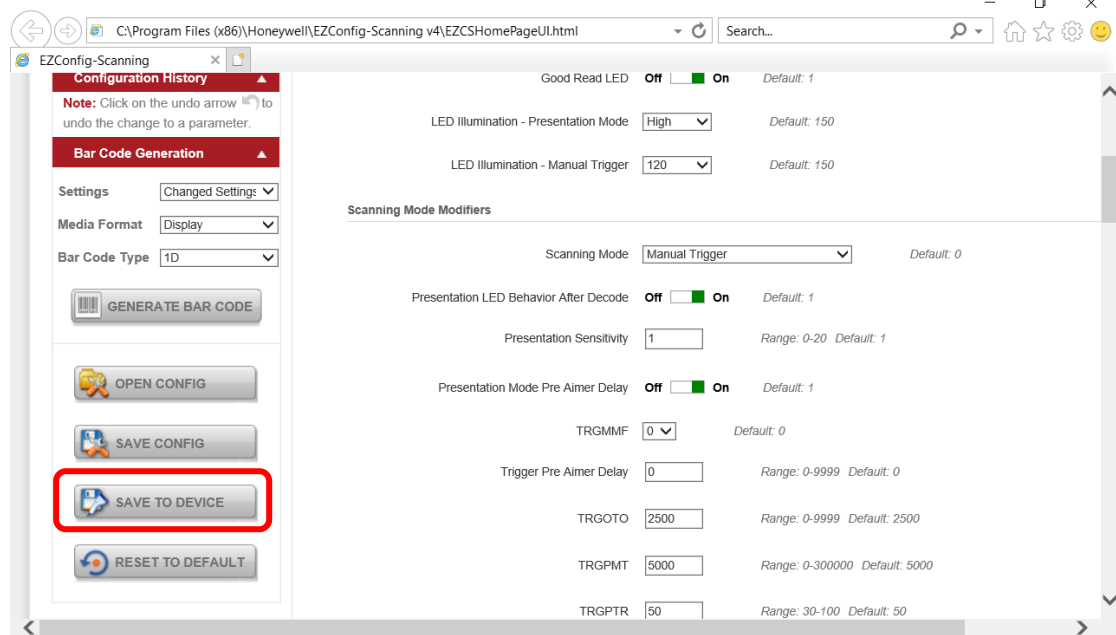 C:\Program Files (x86)\Honeywell\EZConfig-Scanning v4\EZCSHomePageUI.html
Search...
EZConfig-Scanning
Configuration History
Note: Click on the undo arrow to
undo the change to a parameter.
Bar Code Generation
Settings Changed Settings
Media Format Display
Bar Code Type 1D
GENERATE BAR CODE
OPEN CONFIG
SAVE CONFIG
SAVE TO DEVICE
RESET TO DEFAULT
Good Read LED Off On Default: 1
LED Illumination - Presentation Mode High Default: 150
LED Illumination - Manual Trigger 120 Default: 150
Scanning Mode Modifiers
Scanning Mode Manual Trigger Default: 0
Presentation LED Behavior After Decode Off On Default: 1
Presentation Sensitivity 1 Range: 0-20 Default: 1
Presentation Mode Pre Aimer Delay Off On Default: 1
TRGMMF 0 Default: 0
Trigger Pre Aimer Delay 0 Range: 0-9999 Default: 0
TRGOTO 2500 Range: 0-9999 Default: 2500
TRGPMT 5000 Range: 0-300000 Default: 5000
TRGPTR 50 Range: 30-100 Default: 50